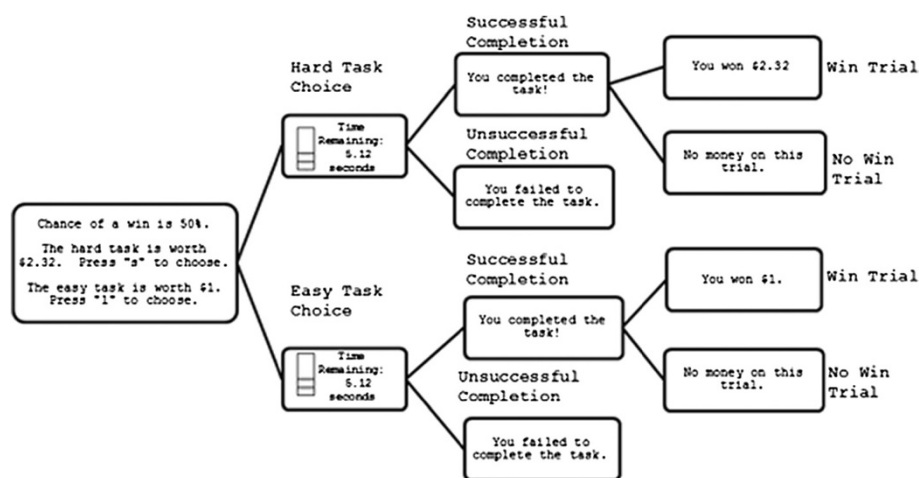 Successful
Completion
Hard Task
Choice
You completed the
task!
You won $2.32
Win Trial
Time
Remaining:
5.12
seconds
Unsuccessful
Completion
No money on this
trial.
No Win
Trial
You failed to
complete the task.
Chance of a win is 50%.
The hard task is worth
$2.32. Press "s" to choose.
The easy task is worth $1.
Press "l" to choose.
Easy Task
Choice
Successful
Completion
You completed the
task!
You won $1.
Win Trial
Time
Remaining:
5.12
seconds
Unsuccessful
Completion
No money on this
trial.
No Win
Trial
You failed to
complete the task.